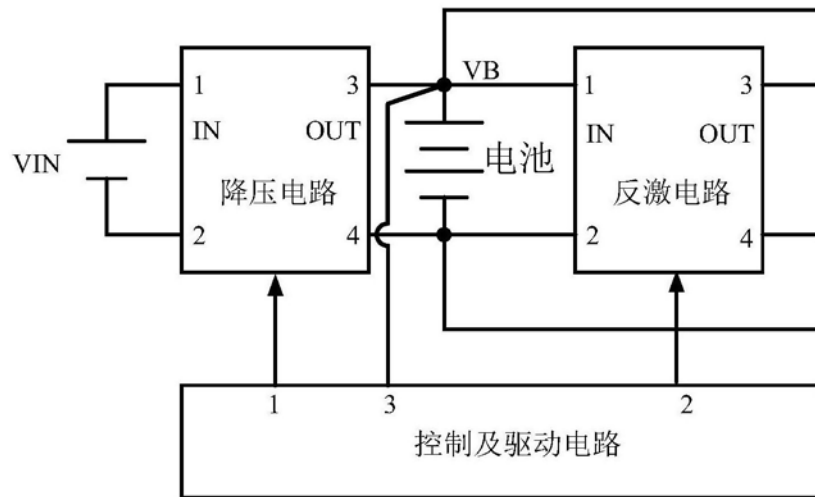 VB
1 3 1 3
IN OUT 电池 IN OUT
VIN
降压电路 反激电路
2 4 2 4
1 3 2
控制及驱动电路